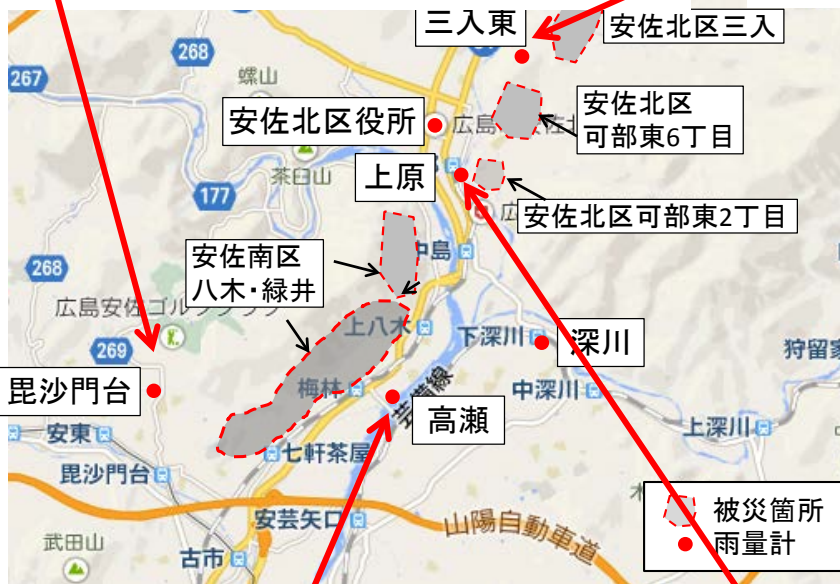 三入東
安佐北区三入
268
267
螺山
安佐北区役所
安佐北区
可部東6丁目
茶臼山
177
上原
安佐北区可部東2丁目
安佐南区
八木・緑井
中島
268
広島安佐ゴルフクラブ
上八木
下深川
深川
狩留家
269
毘沙門台
梅林
芸備線
中深川
高瀬
安東
七軒茶屋
上深川
毘沙門台
安芸矢口
山陽自動車道
被災箇所
雨量計
武田山
古市